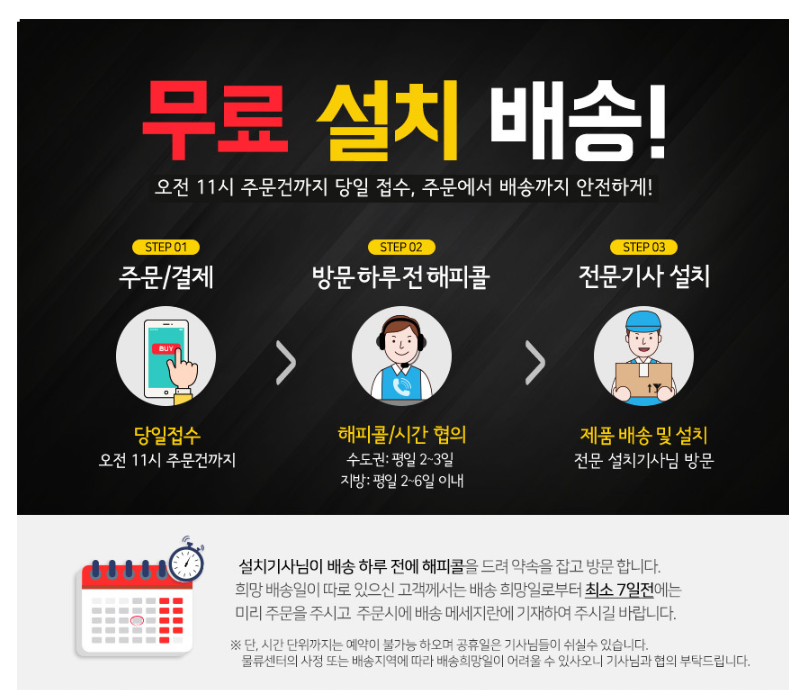 무료 설치 배송!
오전 11시 주문건까지 당일 접수, 주문에서 배송까지 안전하게!
STEP 01
주문/결제
BUY
당일접수
오전 11시 주문건까지
STEP 02
방문 하루 전 해피콜
해피콜/시간 협의
수도권: 평일 2~3일
지방: 평일 2~6일 이내
STEP 03
전문기사 설치
제품 배송 및 설치
전문 설치기사님 방문
설치기사님이 배송 하루 전에 해피콜을 드려 약속을 잡고 방문 합니다.
희망 배송일이 따로 있으신 고객께서는 배송 희망일로부터 최소 7일전에는
미리 주문을 주시고 주문시에 배송 메세지란에 기재하여 주시길 바랍니다.
※ 단, 시간 단위까지는 예약이 불가능 하오며 공휴일은 기사님들이 쉬실수 있습니다.
물류센터의 사정 또는 배송지역에 따라 배송희망일이 어려울 수 있사오니 기사님과 협의 부탁드립니다.